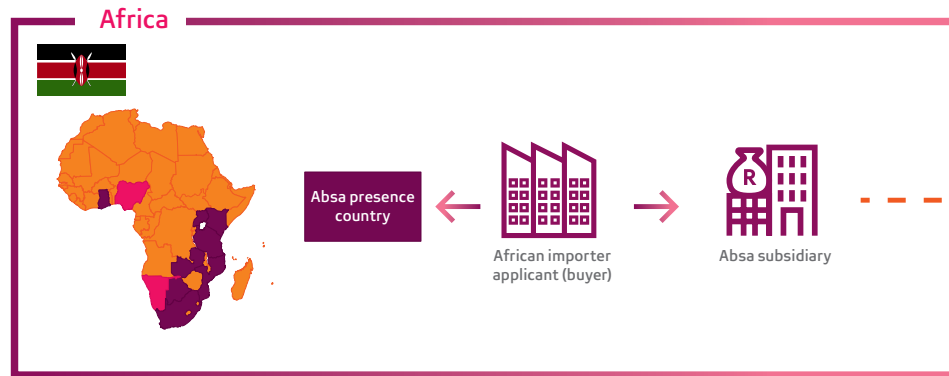 Africa
Absa presence
country
R
African importer
applicant (buyer)
Absa subsidiary